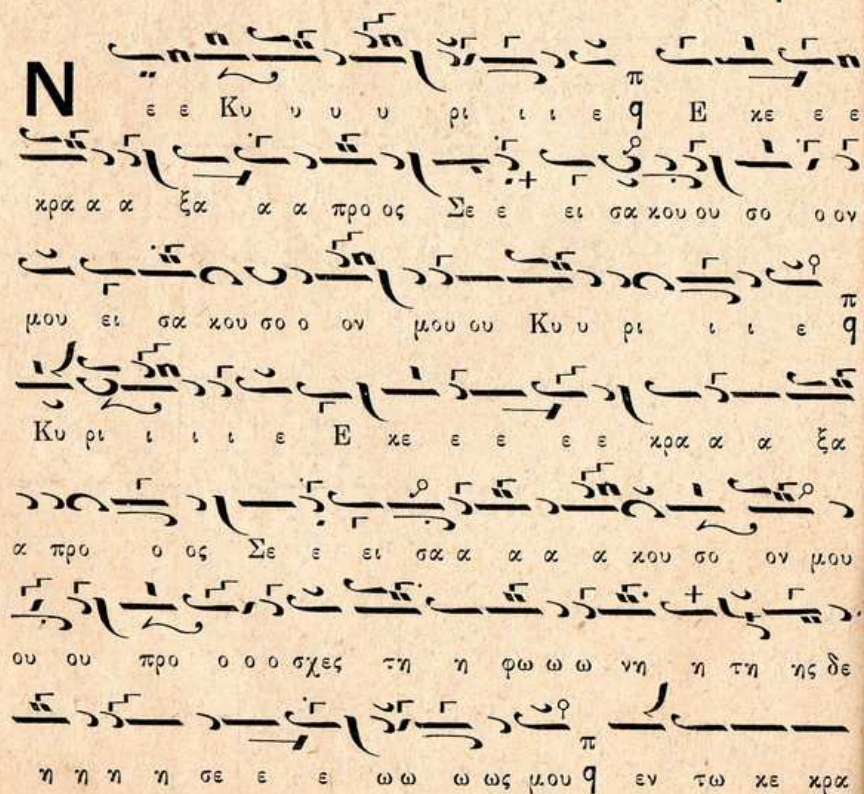 Ν ε ε Κυ υ υ υ ρι ι ι ε π q Ε κε ε ε
κρα α α ξα α α προ ος Σε ε ει σα κου ου σο ο ον
μου ει σα κου σο ο ον μου ου Κυ υ ρι ι ι ε π q
Κυ ρι ι ι ι ε Ε κε ε ε ε ε κρα α α ξα
α προ ο ος Σε ε ει σα α α α α κου σο ον μου
ου ου προ ο ο ο σχες τη η φω ω ω νη η τη ης δε
η η η η σε ε ε ω ω ω ως μου π q εν τω κε κρα